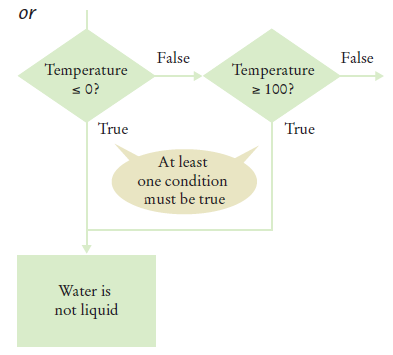 or
Temperature
≤ 0?
False
Temperature
≥ 100?
False
True
True
At least
one condition
must be true
Water is
not liquid